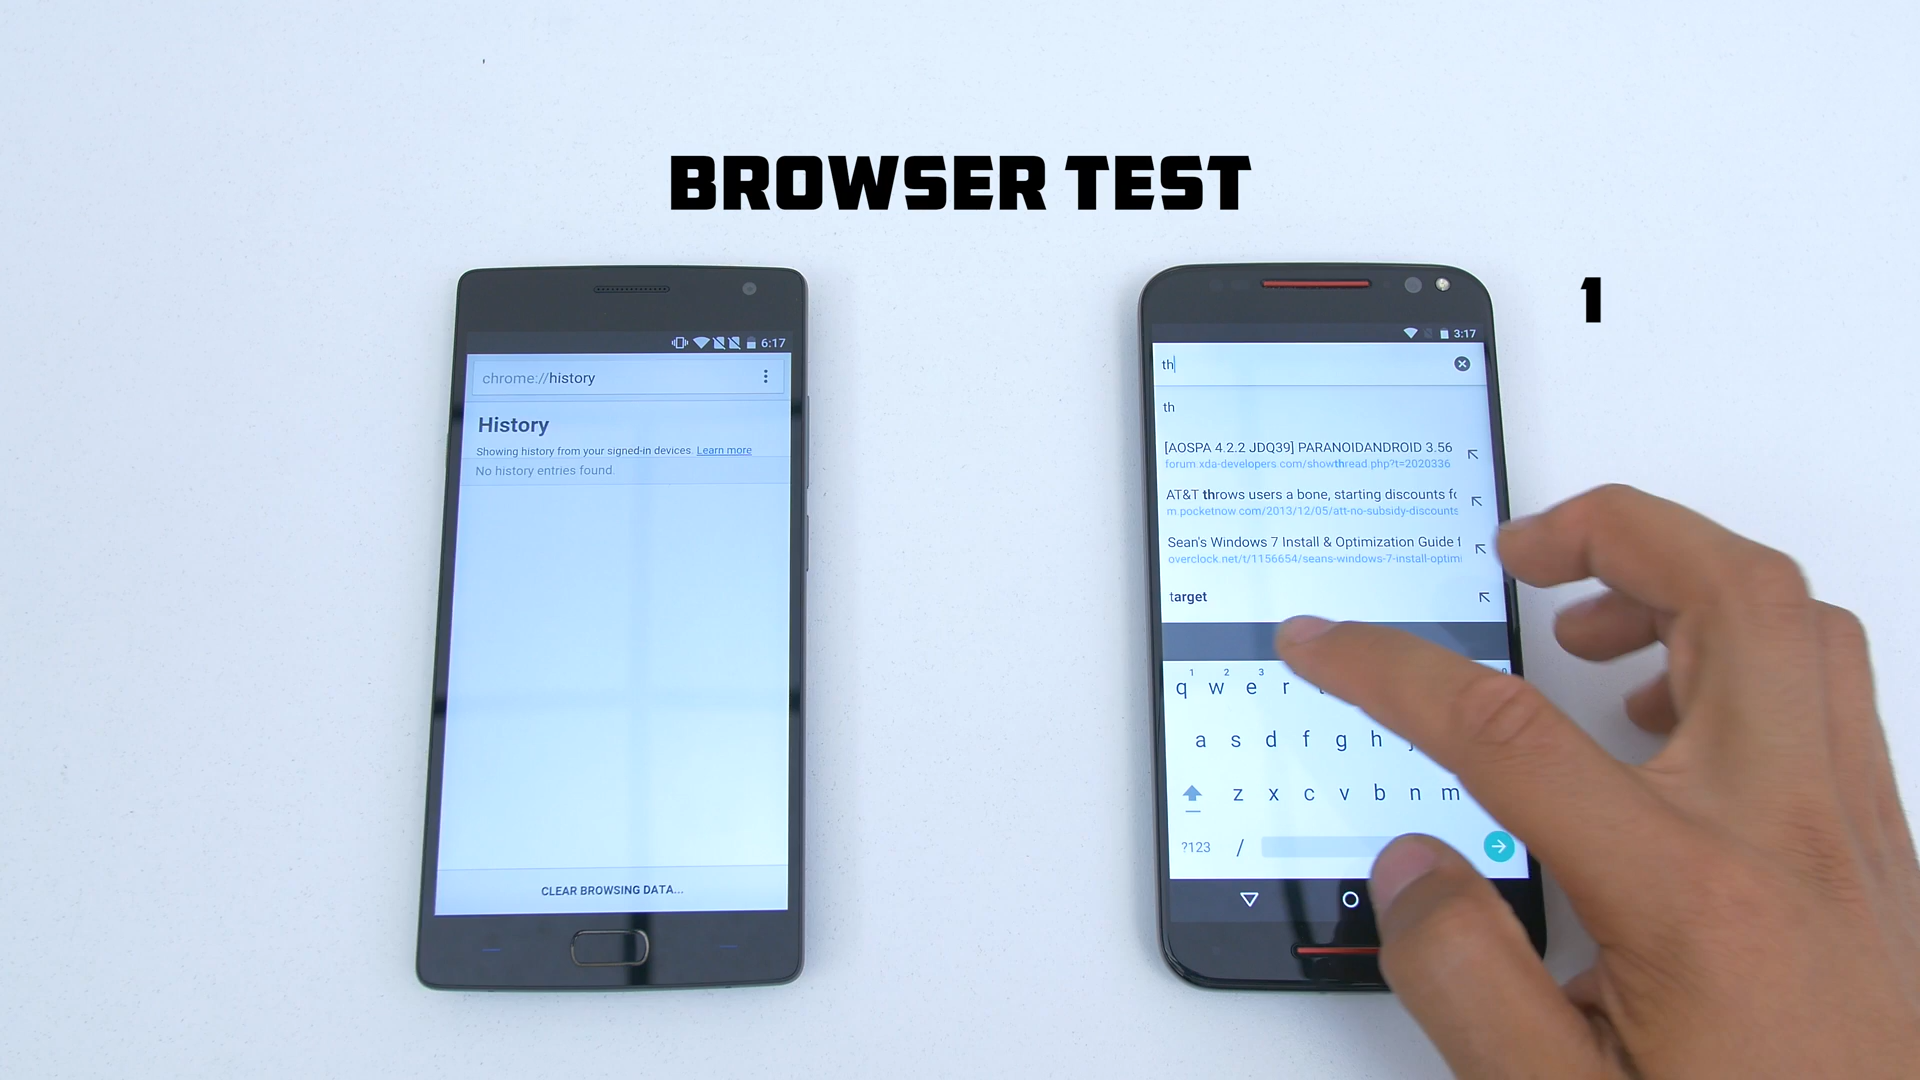 BROWSER TEST
1
6:17
chrome://history
History
Showing history from your signed-in devices. Learn more
No history entries found.
CLEAR BROWSING DATA...
3:17
th
th
[AOSPA 4.2.2 JDQ39] PARANOIDANDROID 3.56
forum.xda-developers.com/showthread.php?t=2020336
AT&T throws users a bone, starting discounts fo
m.pocketnow.com/2013/12/05/att-no-subsidy-discounts
Sean's Windows 7 Install & Optimization Guide f
overclock.net/t/1156654/seans-windows-7-install-optimi
target
1 2 3
q w e r
a s d f g h
z x c v b n m
?123 /